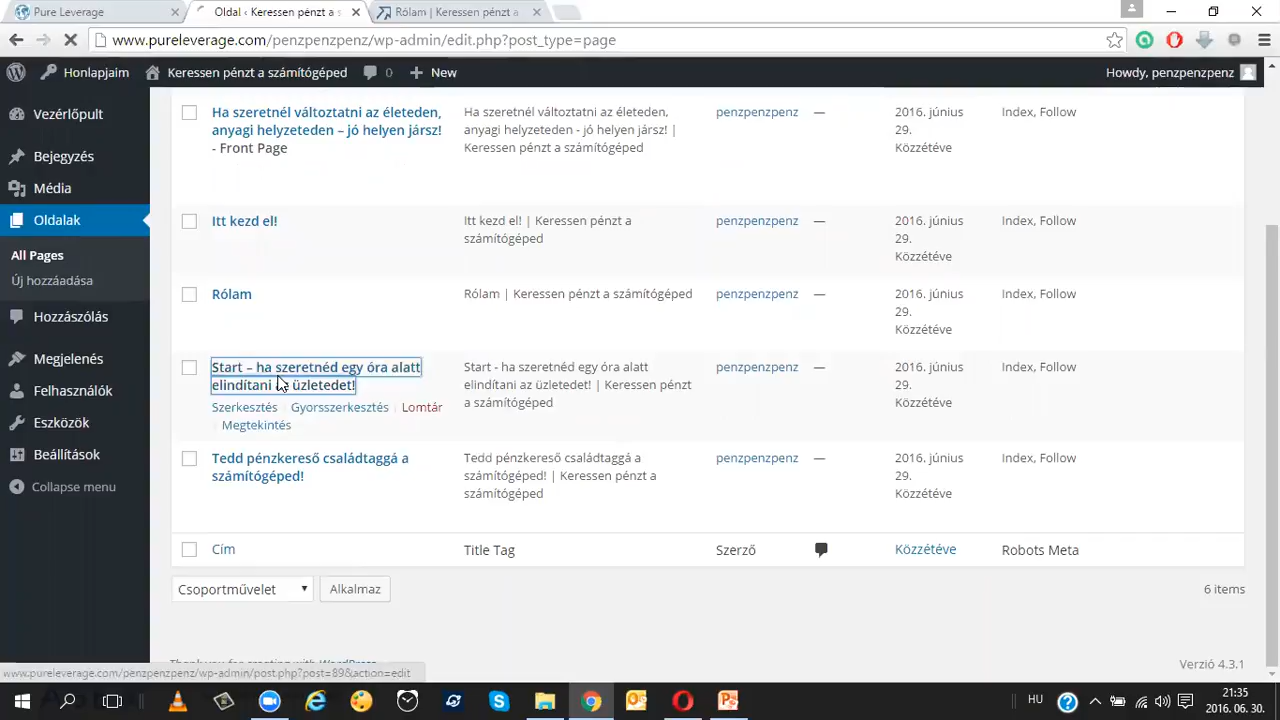 Pure Leverage
Oldal ‹ Keressen pénzt a s
Rólam | Keressen pénzt a
www.pureleverage.com/penzpenzpenz/wp-admin/edit.php?post_type=page
Honlapjaim
Keressen pénzt a számítógéped
0
New
Howdy, penzpenzpenz
Vezérlőpult
Bejegyzés
Média
Oldalak
All Pages
Új hozzáadása
Hozzászólás
Megjelenés
Felhasználók
Eszközök
Beállítások
Collapse menu
Ha szeretnél változtatni az életeden,
anyagi helyzeteden – jó helyen jársz!
- Front Page
Ha szeretnél változtatni az életeden,
anyagi helyzeteden - jó helyen jársz! |
Keressen pénzt a számítógéped
penzpenzpenz
—
2016. június
29.
Közzétéve
Index, Follow
Itt kezd el!
Itt kezd el! | Keressen pénzt a
számítógéped
penzpenzpenz
—
2016. június
29.
Közzétéve
Index, Follow
Rólam
Rólam | Keressen pénzt a számítógéped
penzpenzpenz
—
2016. június
29.
Közzétéve
Index, Follow
Start – ha szeretnéd egy óra alatt
elindítani az üzletedet!
Szerkesztés | Gyorsszerkesztés | Lomtár
| Megtekintés
Start - ha szeretnéd egy óra alatt
elindítani az üzletedet! | Keressen pénzt
a számítógéped
penzpenzpenz
—
2016. június
29.
Közzétéve
Index, Follow
Tedd pénzkereső családtaggá a
számítógéped!
Tedd pénzkereső családtaggá a
számítógéped! | Keressen pénzt a
számítógéped
penzpenzpenz
—
2016. június
29.
Közzétéve
Index, Follow
Cím
Title Tag
Szerző
Közzétéve
Robots Meta
Csoportművelet
Alkalmaz
6 items
Thank you for creating with WordPress
Verzió 4.3.1
www.pureleverage.com/penzpenzpenz/wp-admin/post.php?post=89&action=edit
HU
21:35
2016. 06. 30.